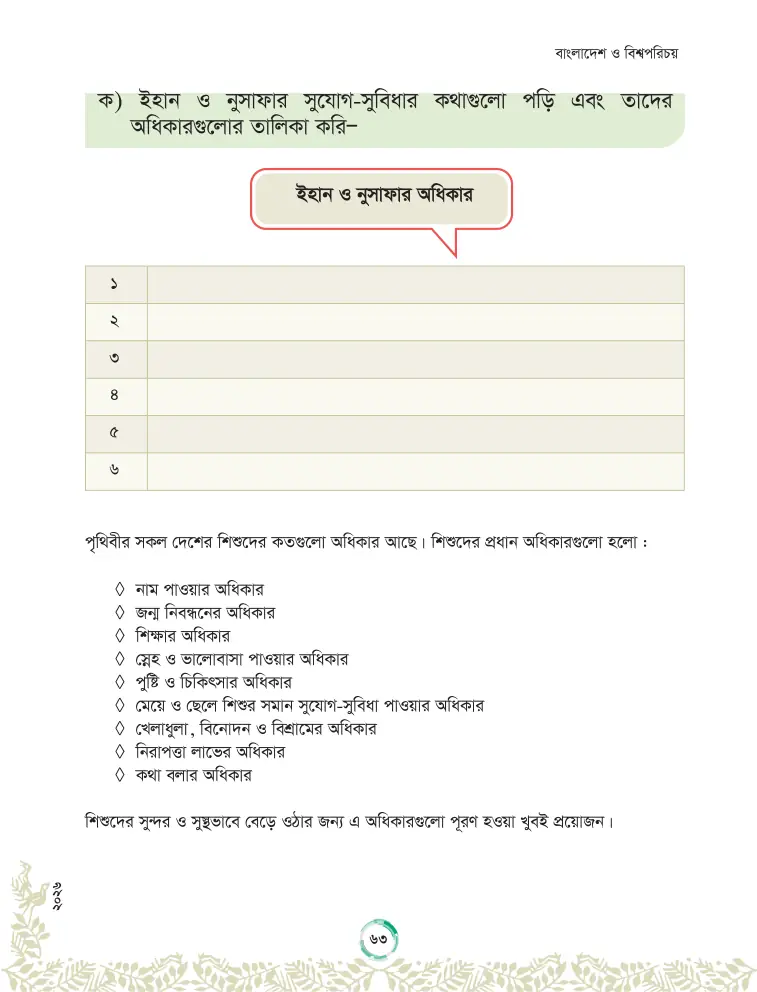 বাংলাদেশ ও বিশ্বপরিচয়
ক) ইহান ও নুসাফার সুযোগ-সুবিধার কথাগুলো পড়ি এবং তাদের
অধিকারগুলোর তালিকা করি–
ইহান ও নুসাফার অধিকার
১
২
৩
৪
৫
৬
পৃথিবীর সকল দেশের শিশুদের কতগুলো অধিকার আছে। শিশুদের প্রধান অধিকারগুলো হলো :
◊ নাম পাওয়ার অধিকার
◊ জন্ম নিবন্ধনের অধিকার
◊ শিক্ষার অধিকার
◊ স্নেহ ও ভালোবাসা পাওয়ার অধিকার
◊ পুষ্টি ও চিকিৎসার অধিকার
◊ মেয়ে ও ছেলে শিশুর সমান সুযোগ-সুবিধা পাওয়ার অধিকার
◊ খেলাধুলা, বিনোদন ও বিশ্রামের অধিকার
◊ নিরাপত্তা লাভের অধিকার
◊ কথা বলার অধিকার
শিশুদের সুন্দর ও সুস্থভাবে বেড়ে ওঠার জন্য এ অধিকারগুলো পূরণ হওয়া খুবই প্রয়োজন।
২০২৬
৬৩